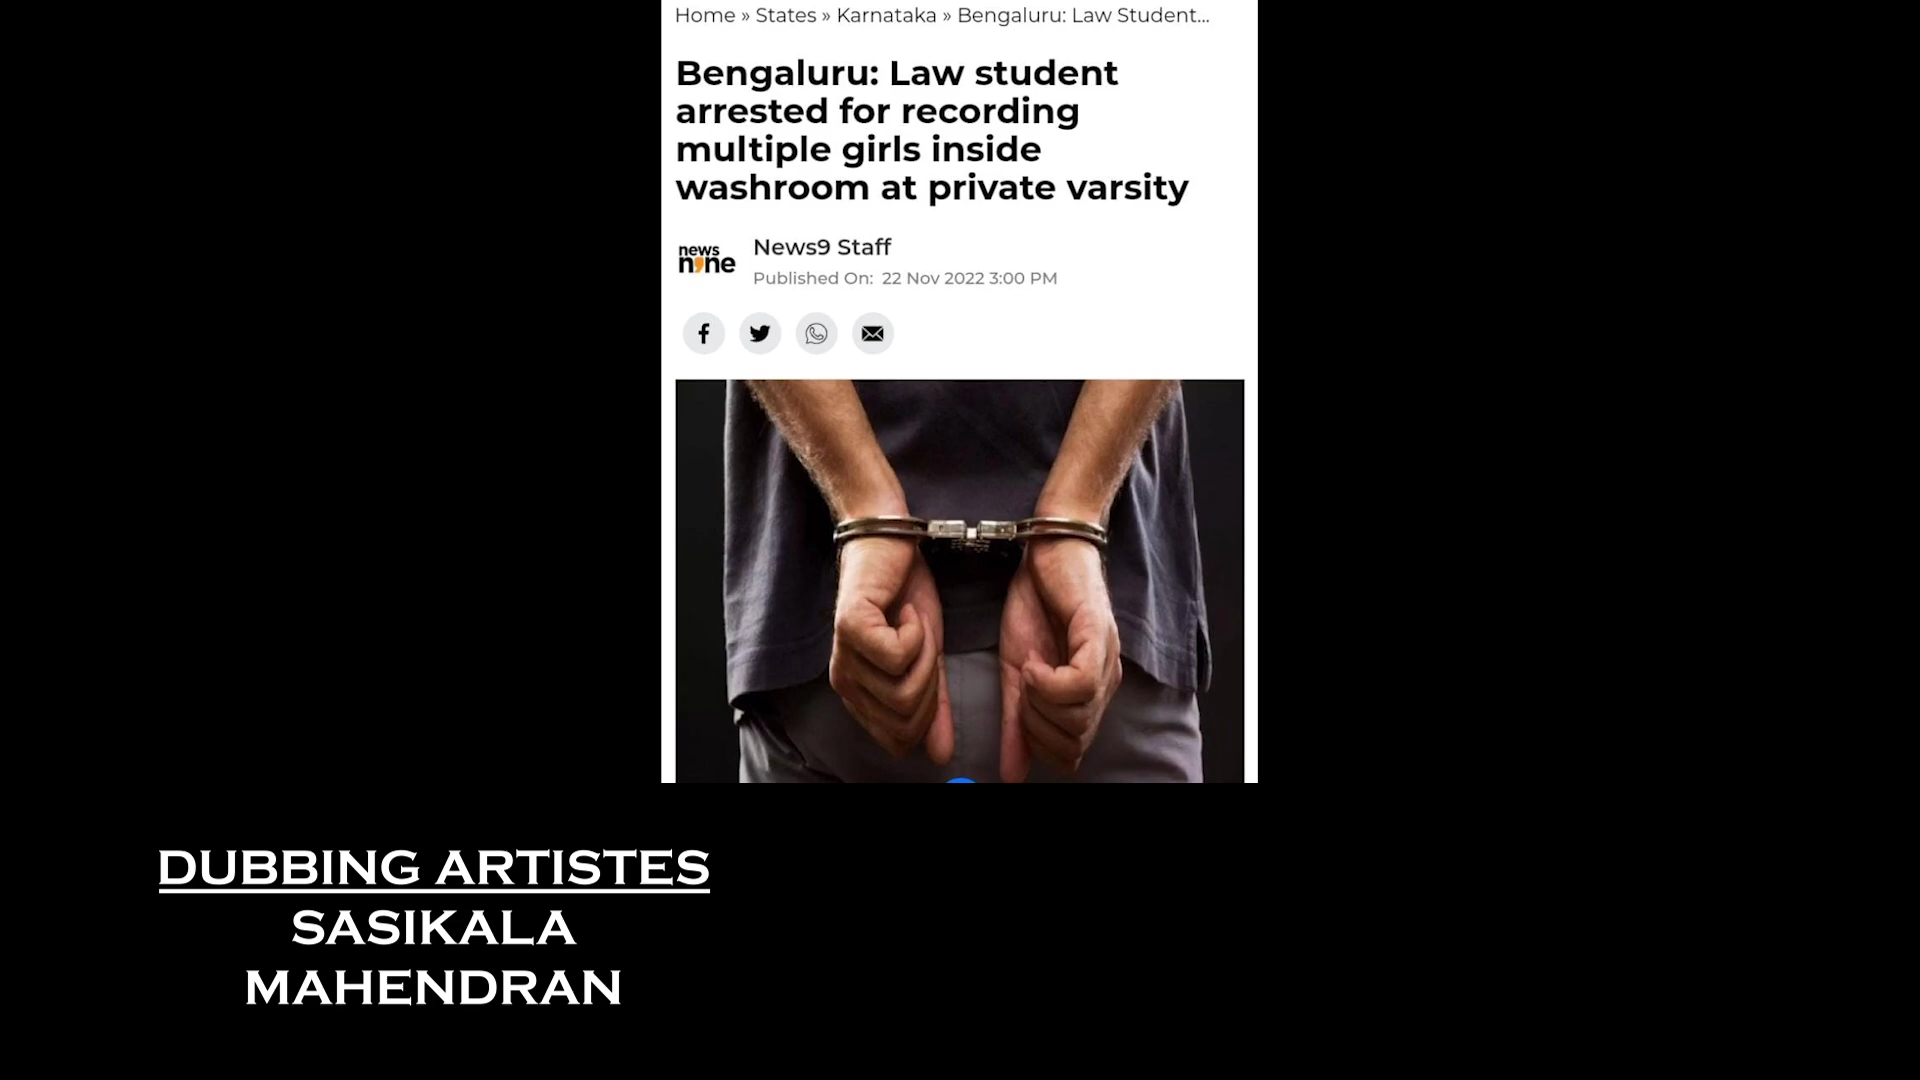 Home » States » Karnataka » Bengaluru: Law Student...
Bengaluru: Law student
arrested for recording
multiple girls inside
washroom at private varsity
news
n9ne
News9 Staff
Published On: 22 Nov 2022 3:00 PM
DUBBING ARTISTES
SASIKALA
MAHENDRAN